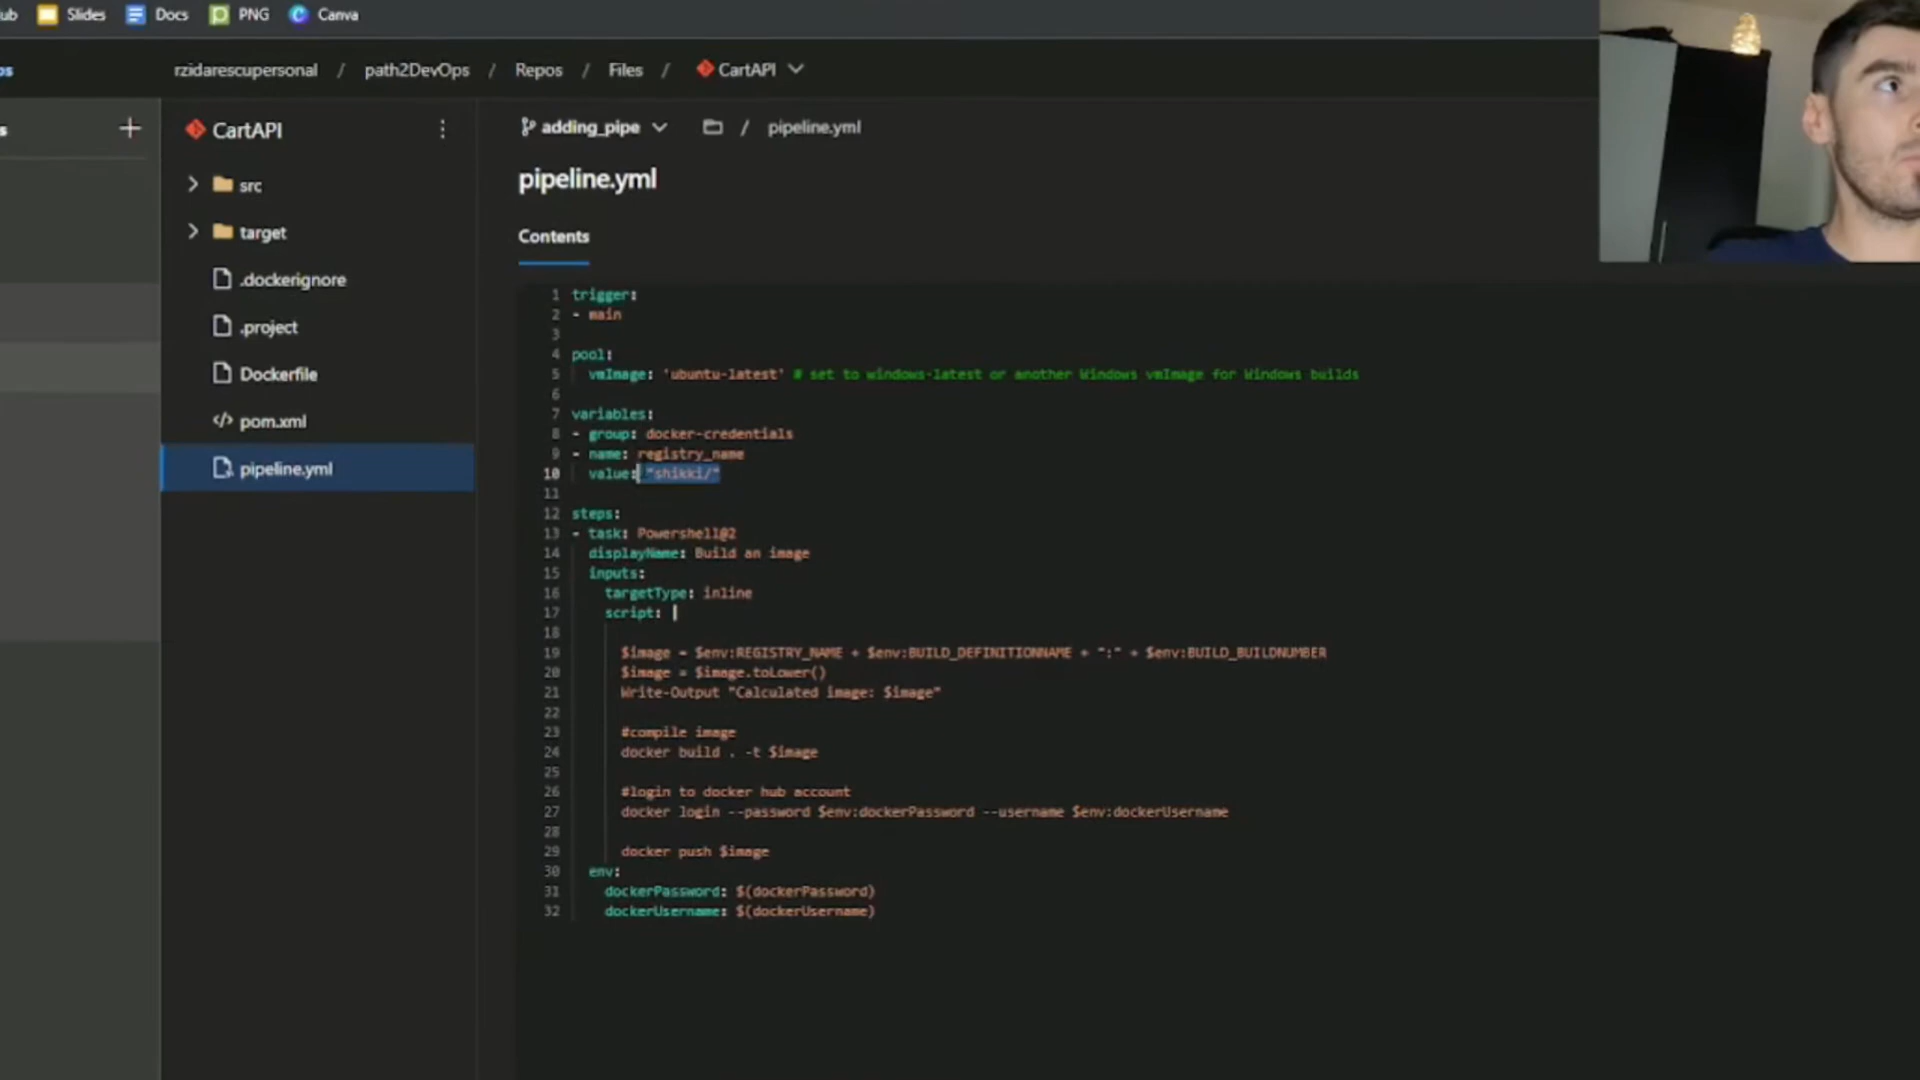 ub Slides Docs PNG Canva
ps rzidarescupersonal / path2DevOps / Repos / Files / CartAPI
s + CartAPI
adding_pipe / pipeline.yml
src
target
.dockerignore
.project
Dockerfile
pom.xml
pipeline.yml
pipeline.yml
Contents
1 trigger:
2 - main
3
4 pool:
5 vmImage: 'ubuntu-latest' # set to windows-latest or another Windows vmImage for Windows builds
6
7 variables:
8 - group: docker-credentials
9 - name: registry_name
10 value: "shikki/"
11
12 steps:
13 - task: Powershell@2
14 displayName: Build an image
15 inputs:
16 targetType: inline
17 script: |
18
19 $image = $env:REGISTRY_NAME + $env:BUILD_DEFINITIONNAME + ":" + $env:BUILD_BUILDNUMBER
20 $image = $image.toLower()
21 Write-Output "Calculated image: $image"
22
23 #compile image
24 docker build . -t $image
25
26 #login to docker hub account
27 docker login --password $env:dockerPassword --username $env:dockerUsername
28
29 docker push $image
30 env:
31 dockerPassword: $(dockerPassword)
32 dockerUsername: $(dockerUsername)